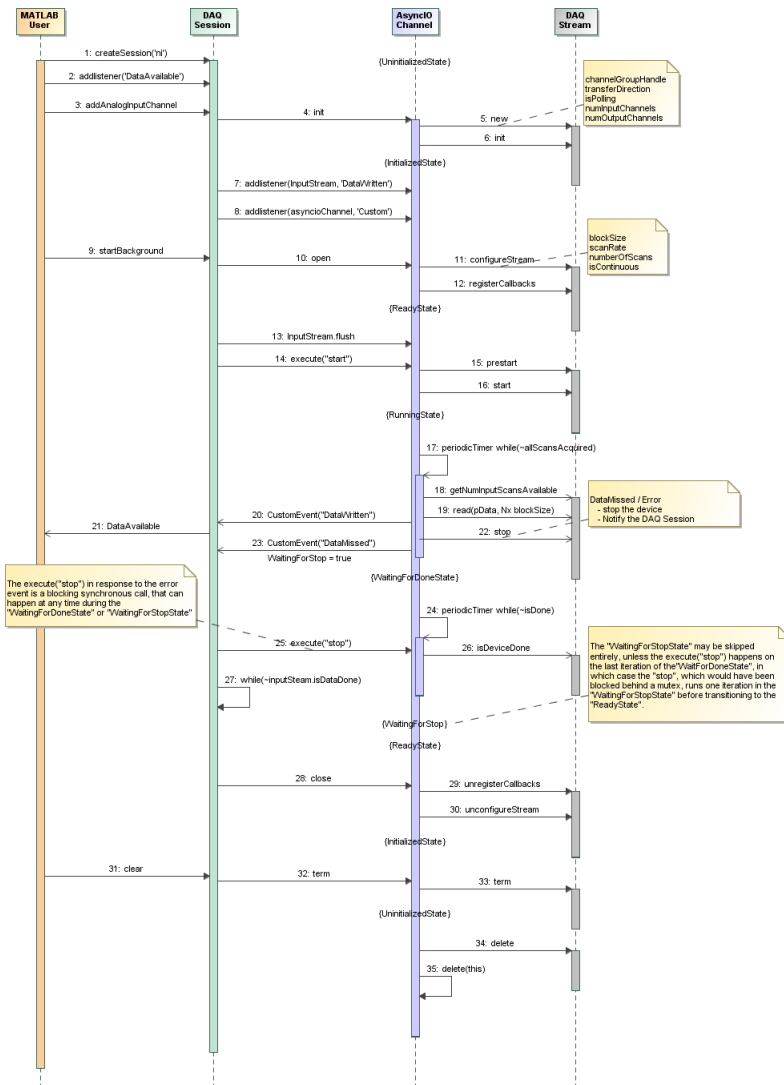 MATLAB
User
DAQ
Session
AsyncIO
Channel
DAQ
Stream
1: createSession('ni')
{UninitializedState}
2: addlistener('DataAvailable')
channelGroupHandle
transferDirection
isPolling
numInputChannels
numOutputChannels
3: addAnalogInputChannel
4: init
5: new
6: init
{InitializedState}
7: addlistener(InputStream, 'DataWritten')
8: addlistener(asyncioChannel, 'Custom')
blockSize
scanRate
numberOfScans
isContinuous
9: startBackground
10: open
11: configureStream
12: registerCallbacks
{ReadyState}
13: InputStream.flush
14: execute("start")
15: prestart
16: start
{RunningState}
17: periodicTimer while(~allScansAcquired)
18: getNumInputScansAvailable
DataMissed / Error
- stop the device
- Notify the DAQ Session
19: read(pData, Nx blockSize)
20: CustomEvent("DataWritten")
21: DataAvailable
22: stop
23: CustomEvent("DataMissed")
WaitingForStop = true
{WaitingForDoneState}
The execute("stop") in response to the error
event is a blocking synchronous call, that can
happen at any time during the
"WaitingForDoneState" or "WaitingForStopState"
24: periodicTimer while(~isDone)
25: execute("stop")
26: isDeviceDone
The "WaitingForStopState" may be skipped
entirely, unless the execute("stop") happens on
the last iteration of the"WaitForDoneState", in
which case the "stop", which would have been
blocked behind a mutex, runs one iteration in the
"WaitingForStopState" before transitioning to the
"ReadyState".
27: while(~inputSteam.isDataDone)
{WaitingForStop}
{ReadyState}
28: close
29: unregisterCallbacks
30: unconfigureStream
{InitializedState}
31: clear
32: term
33: term
{UninitializedState}
34: delete
35: delete(this)